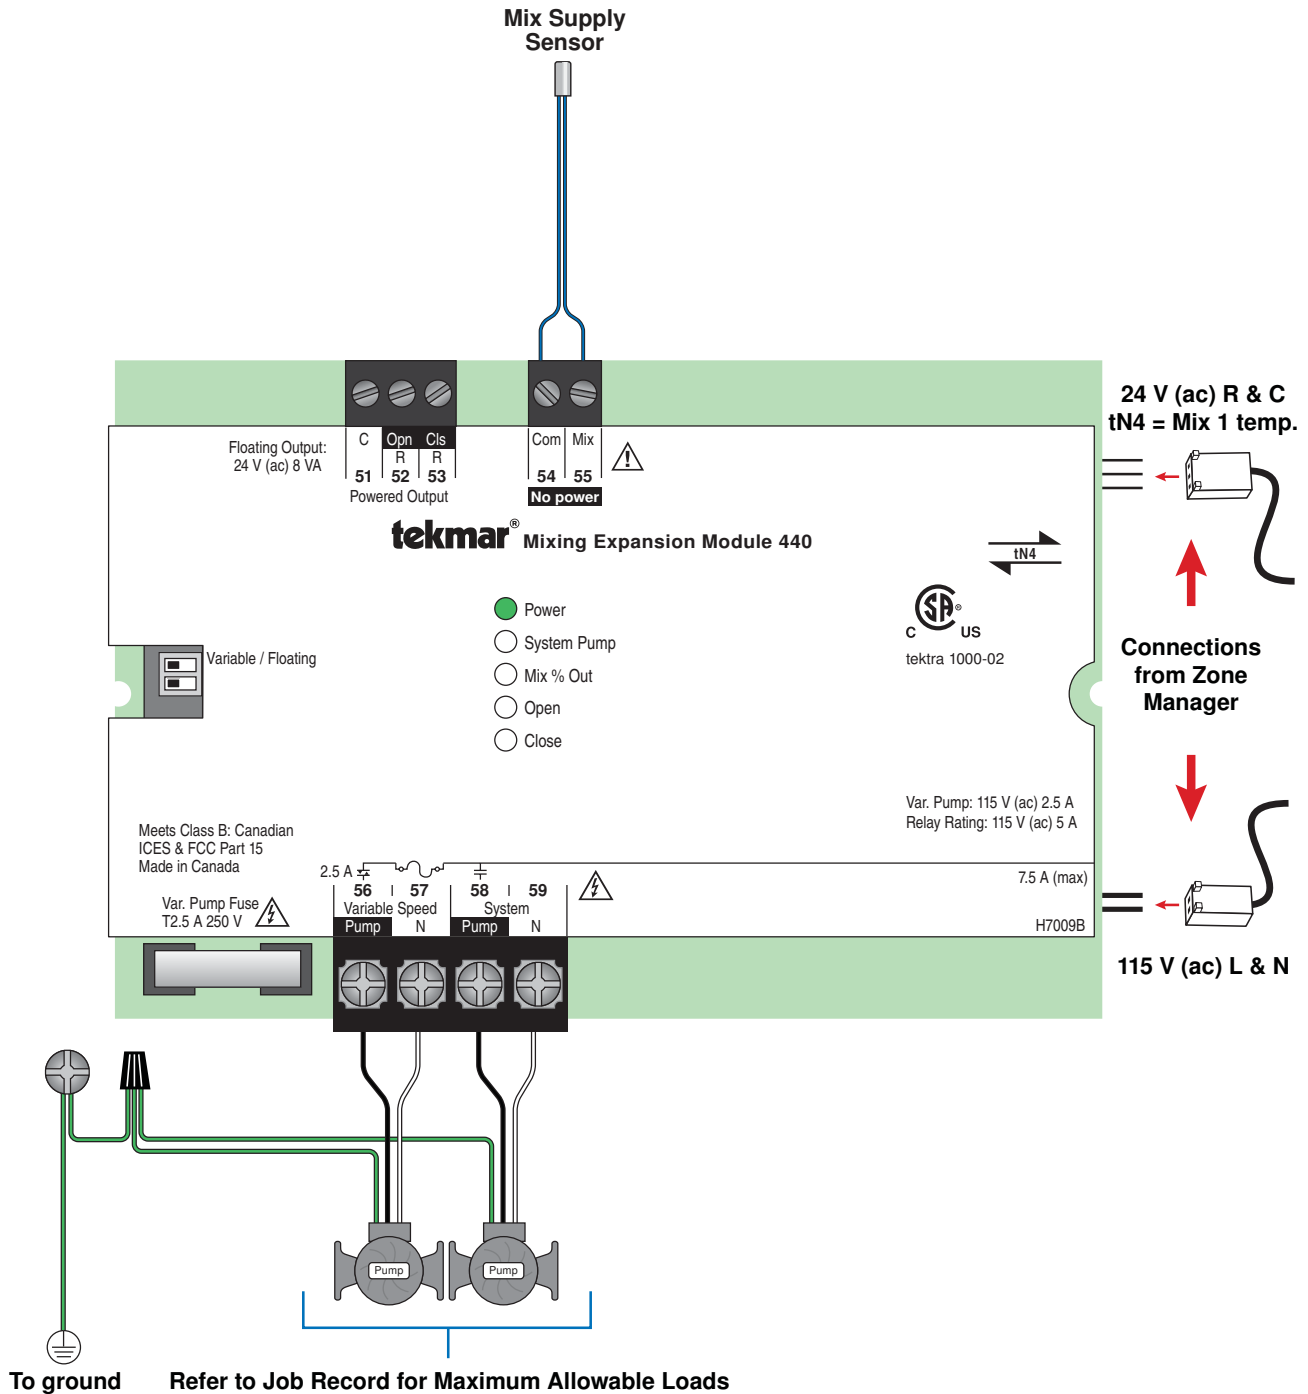 Mix Supply
Sensor
24 V (ac) R & C
tN4 = Mix 1 temp.
Floating Output:
24 V (ac) 8 VA
C Opn Cls
R R
51 52 53
Powered Output
Com Mix
54 55
No power
tekmar® Mixing Expansion Module 440
tN4
Power
System Pump
Mix % Out
Open
Close
Variable / Floating
SA ®
C US
tektra 1000-02
Connections
from Zone
Manager
Var. Pump: 115 V (ac) 2.5 A
Relay Rating: 115 V (ac) 5 A
Meets Class B: Canadian
ICES & FCC Part 15
Made in Canada
2.5 A
7.5 A (max)
56 57 58 59
Variable Speed System
Pump N Pump N
Var. Pump Fuse
T2.5 A 250 V
H7009B
115 V (ac) L & N
Pump Pump
To ground
Refer to Job Record for Maximum Allowable Loads